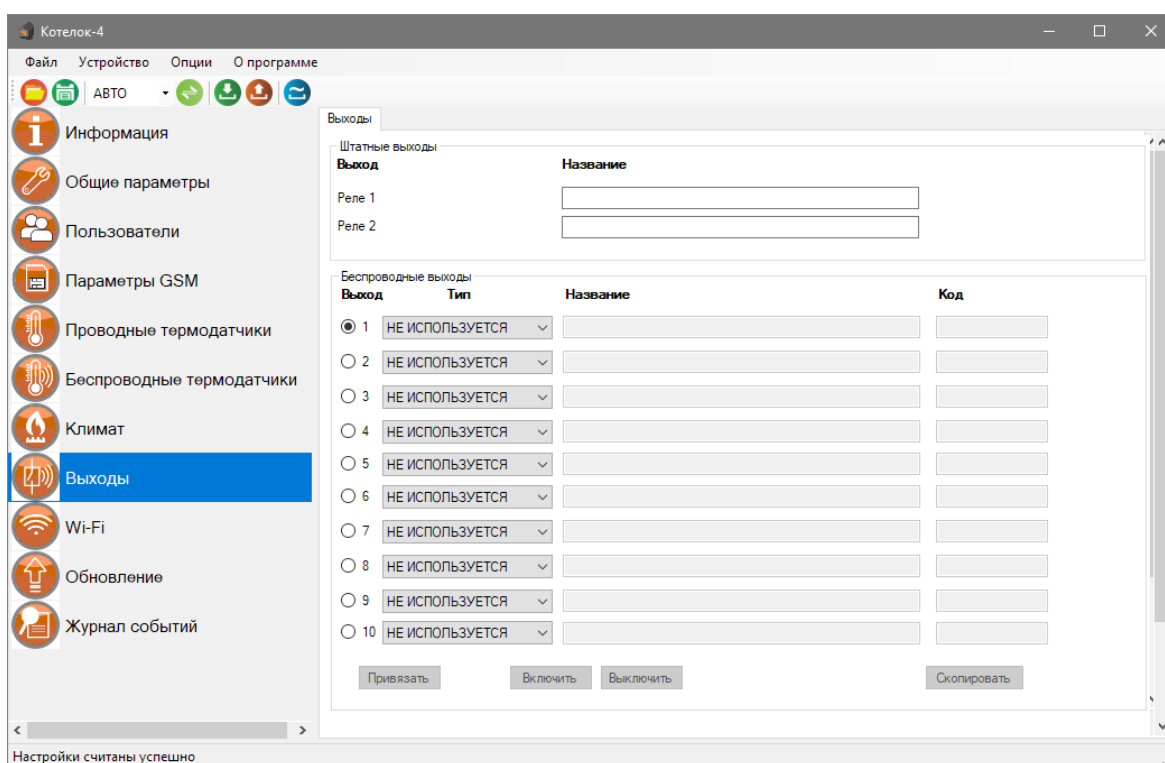 Котелок-4
Файл Устройство Опции О программе
АВТО
Информация
Общие параметры
Пользователи
Параметры GSM
Проводные термодатчики
Беспроводные термодатчики
Климат
Выходы
Wi-Fi
Обновление
Журнал событий
Выходы
Штатные выходы
Выход Название
Реле 1
Реле 2
Беспроводные выходы
Выход Тип Название Код
1 НЕ ИСПОЛЬЗУЕТСЯ
2 НЕ ИСПОЛЬЗУЕТСЯ
3 НЕ ИСПОЛЬЗУЕТСЯ
4 НЕ ИСПОЛЬЗУЕТСЯ
5 НЕ ИСПОЛЬЗУЕТСЯ
6 НЕ ИСПОЛЬЗУЕТСЯ
7 НЕ ИСПОЛЬЗУЕТСЯ
8 НЕ ИСПОЛЬЗУЕТСЯ
9 НЕ ИСПОЛЬЗУЕТСЯ
10 НЕ ИСПОЛЬЗУЕТСЯ
Привязать Включить Выключить Скопировать
Настройки считаны успешно